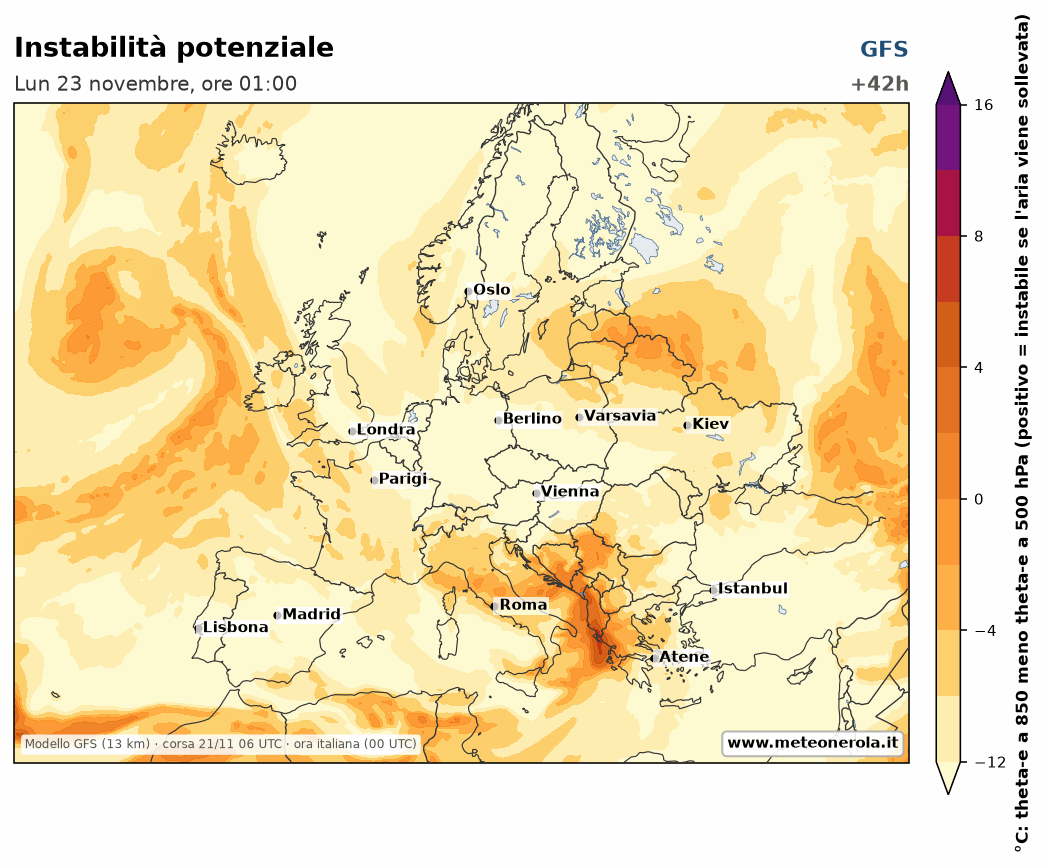 Instabilità potenziale
GFS
Lun 23 novembre, ore 01:00
+42h
Oslo
Berlino
Varsavia
Kiev
Londra
Parigi
Vienna
Istanbul
Roma
Madrid
Lisbona
Atene
Modello GFS (13 km) · corsa 21/11 06 UTC · ora italiana (00 UTC)
www.meteonerola.it
16
8
4
0
−4
−12
°C: theta-e a 850 meno theta-e a 500 hPa (positivo = instabile se l'aria viene sollevata)